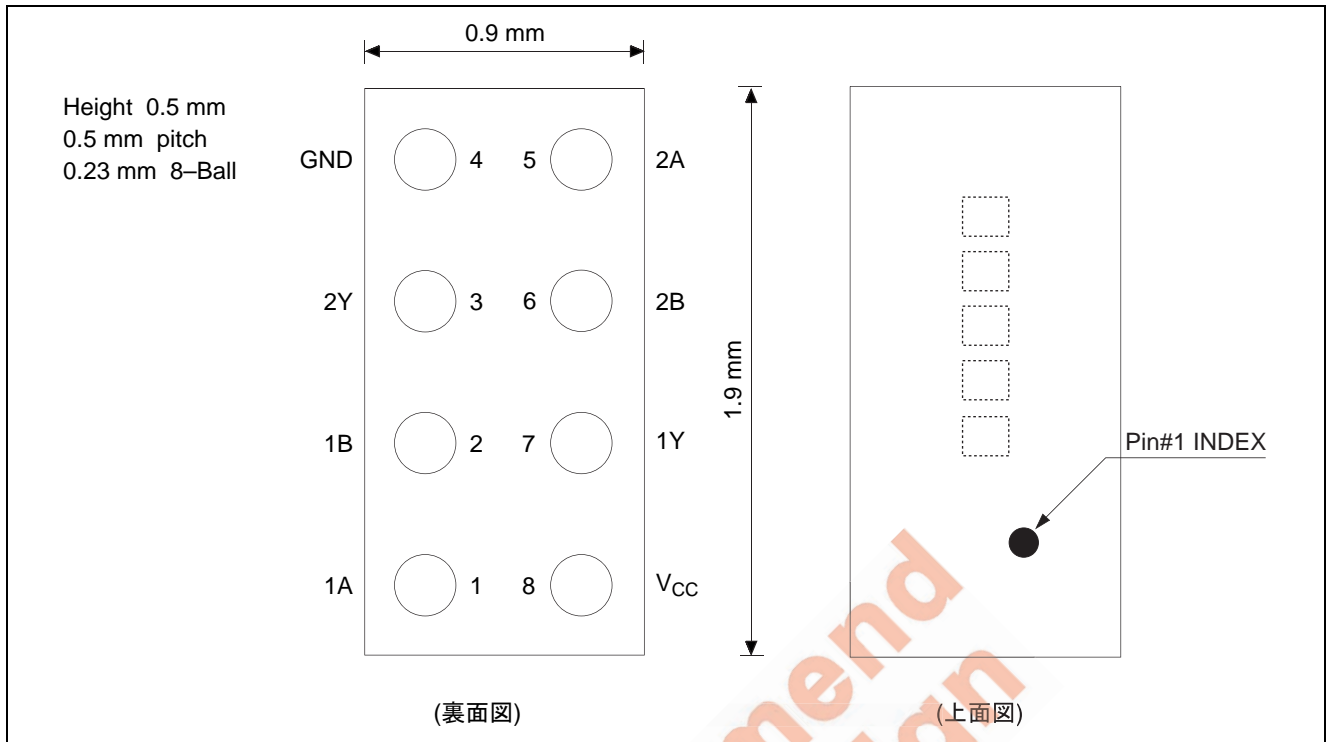 0.9 mm
Height 0.5 mm
0.5 mm pitch
0.23 mm 8–Ball
GND 4 5 2A
2Y 3 6 2B
1B 2 7 1Y
1A 1 8 VCC
1.9 mm
Pin#1 INDEX
(裏面図)
(上面図)
mend
sign